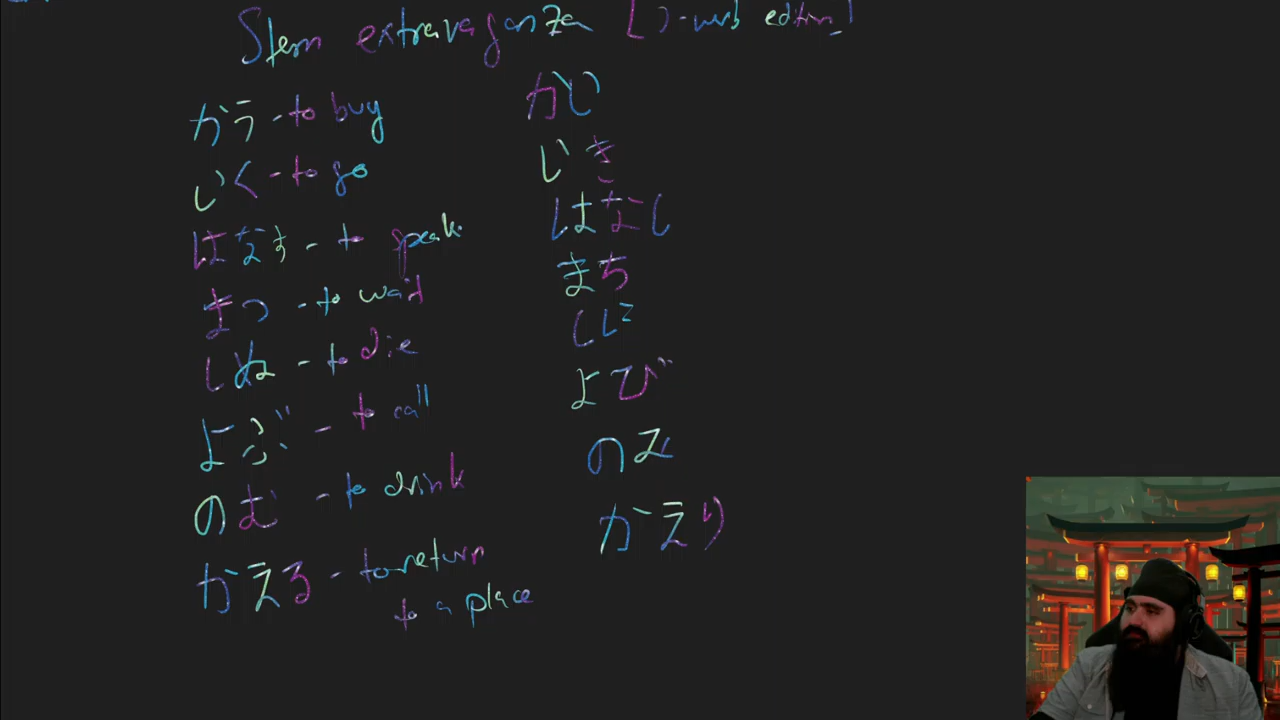 Stem extravaganza [う-verb edition]
かう - to buy かい
いく - to go いき
はなす - to speak はなし
まつ - to wait まち
しぬ - to die しに
よぶ - to call よび
のむ - to drink のみ
かえる - to return かえり
to a place